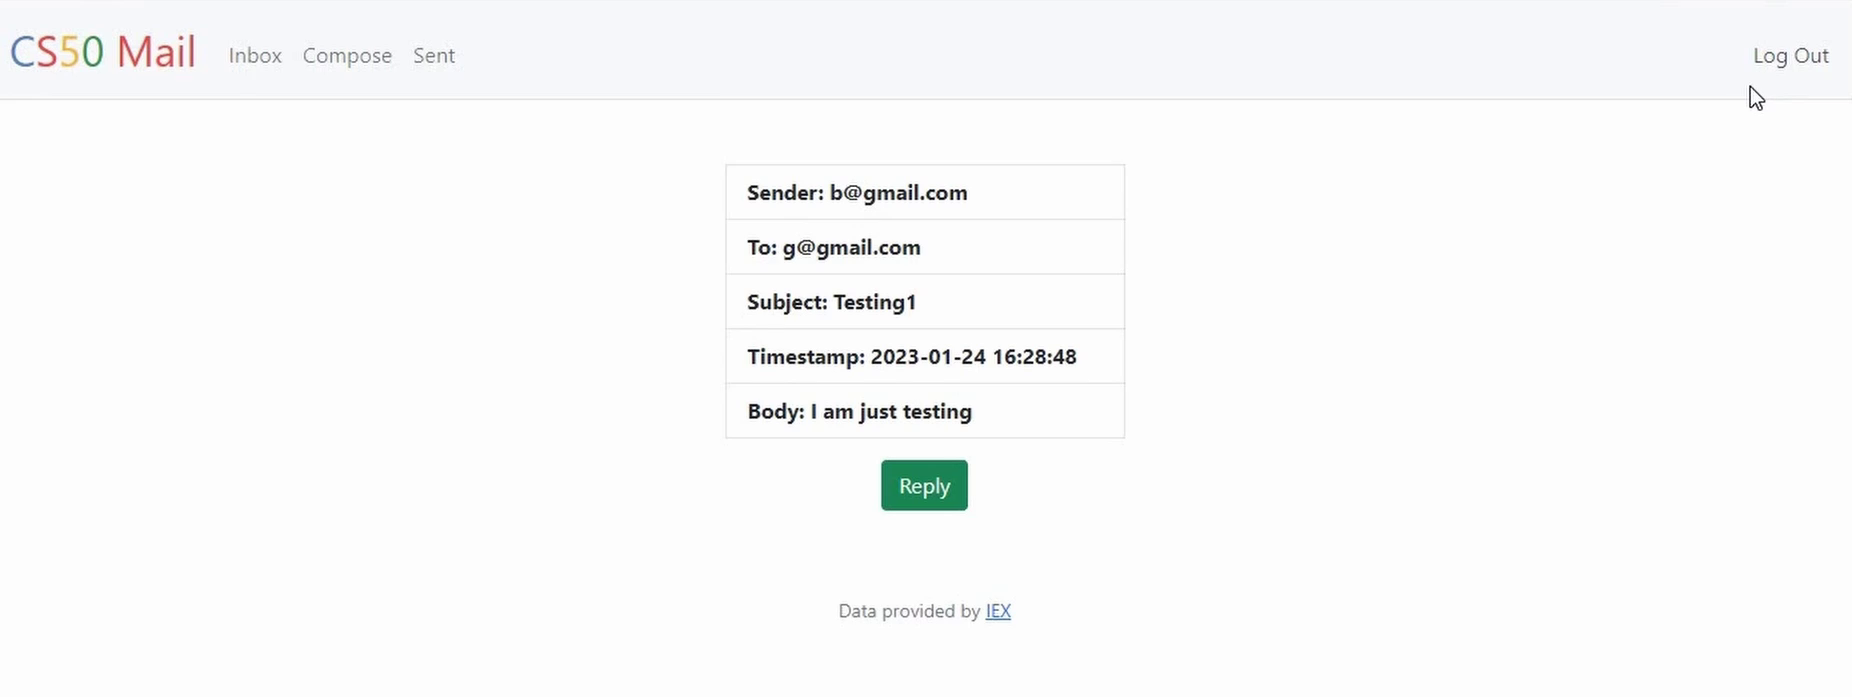 CS50 Mail Inbox Compose Sent Log Out
Sender: b@gmail.com
To: g@gmail.com
Subject: Testing1
Timestamp: 2023-01-24 16:28:48
Body: I am just testing
Reply
Data provided by IEX